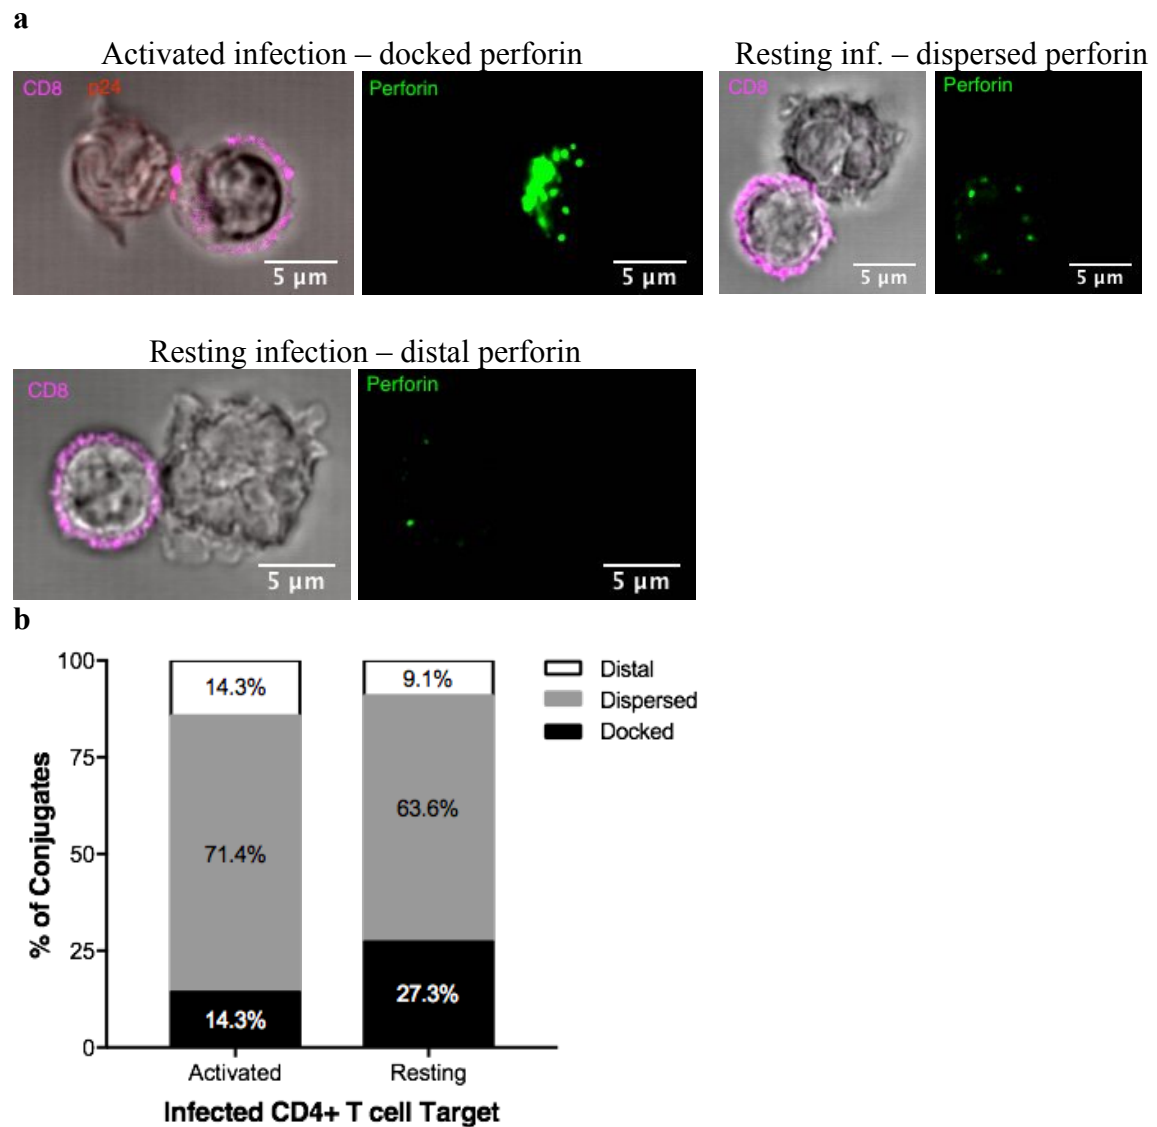 a
Activated infection – docked perforin
Resting inf. – dispersed perforin
CD8 p24
Perforin
CD8
Perforin
5 µm
5 µm
5 µm
5 µm
Resting infection – distal perforin
CD8
Perforin
5 µm
5 µm
b
100
75
50
25
0
% of Conjugates
14.3%
71.4%
14.3%
9.1%
63.6%
27.3%
Distal
Dispersed
Docked
Activated
Resting
Infected CD4+ T cell Target